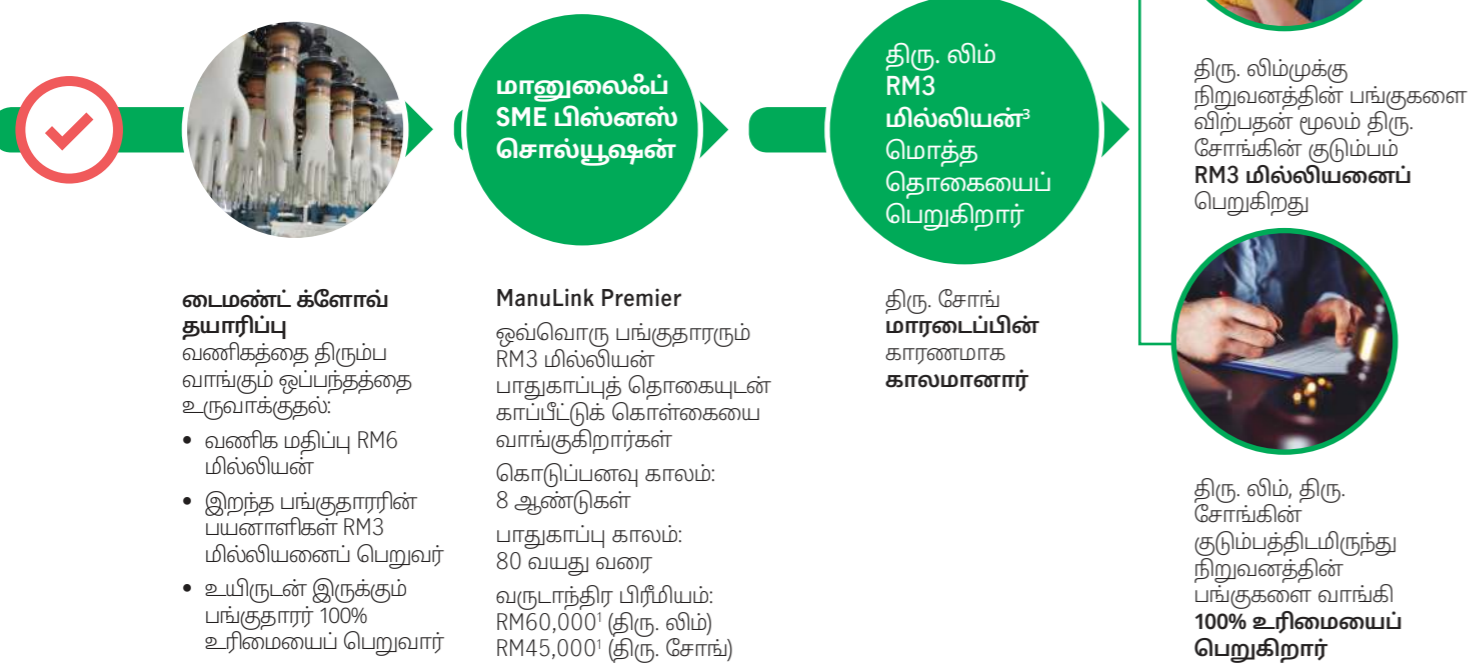 டைமண்ட் க்ளோவ்
தயாரிப்பு
வணிகத்தை திரும்ப
வாங்கும் ஒப்பந்தத்தை
உருவாக்குதல்:
• வணிக மதிப்பு RM6
மில்லியன்
• இறந்த பங்குதாரரின்
பயனாளிகள் RM3
மில்லியனைப் பெறுவர்
• உயிருடன் இருக்கும்
பங்குதாரர் 100%
உரிமையைப் பெறுவார்
மானுலைஃப்
SME பிஸ்னஸ்
சொல்யூஷன்
ManuLink Premier
ஒவ்வொரு பங்குதாரரும்
RM3 மில்லியன்
பாதுகாப்புத் தொகையுடன்
காப்பீட்டுக் கொள்கையை
வாங்குகிறார்கள்
கொடுப்பனவு காலம்:
8 ஆண்டுகள்
பாதுகாப்பு காலம்:
80 வயது வரை
வருடாந்திர பிரீமியம்:
RM60,000¹ (திரு. லிம்)
RM45,000¹ (திரு. சோங்)
திரு. லிம்
RM3
மில்லியன்³
மொத்த
தொகையைப்
பெறுகிறார்
திரு. சோங்
மாரடைப்பின்
காரணமாக
காலமானார்
திரு. லிம்முக்கு
நிறுவனத்தின் பங்குகளை
விற்பதன் மூலம் திரு.
சோங்கின் குடும்பம்
RM3 மில்லியனைப்
பெறுகிறது
திரு. லிம், திரு.
சோங்கின்
குடும்பத்திடமிருந்து
நிறுவனத்தின்
பங்குகளை வாங்கி
100% உரிமையைப்
பெறுகிறார்